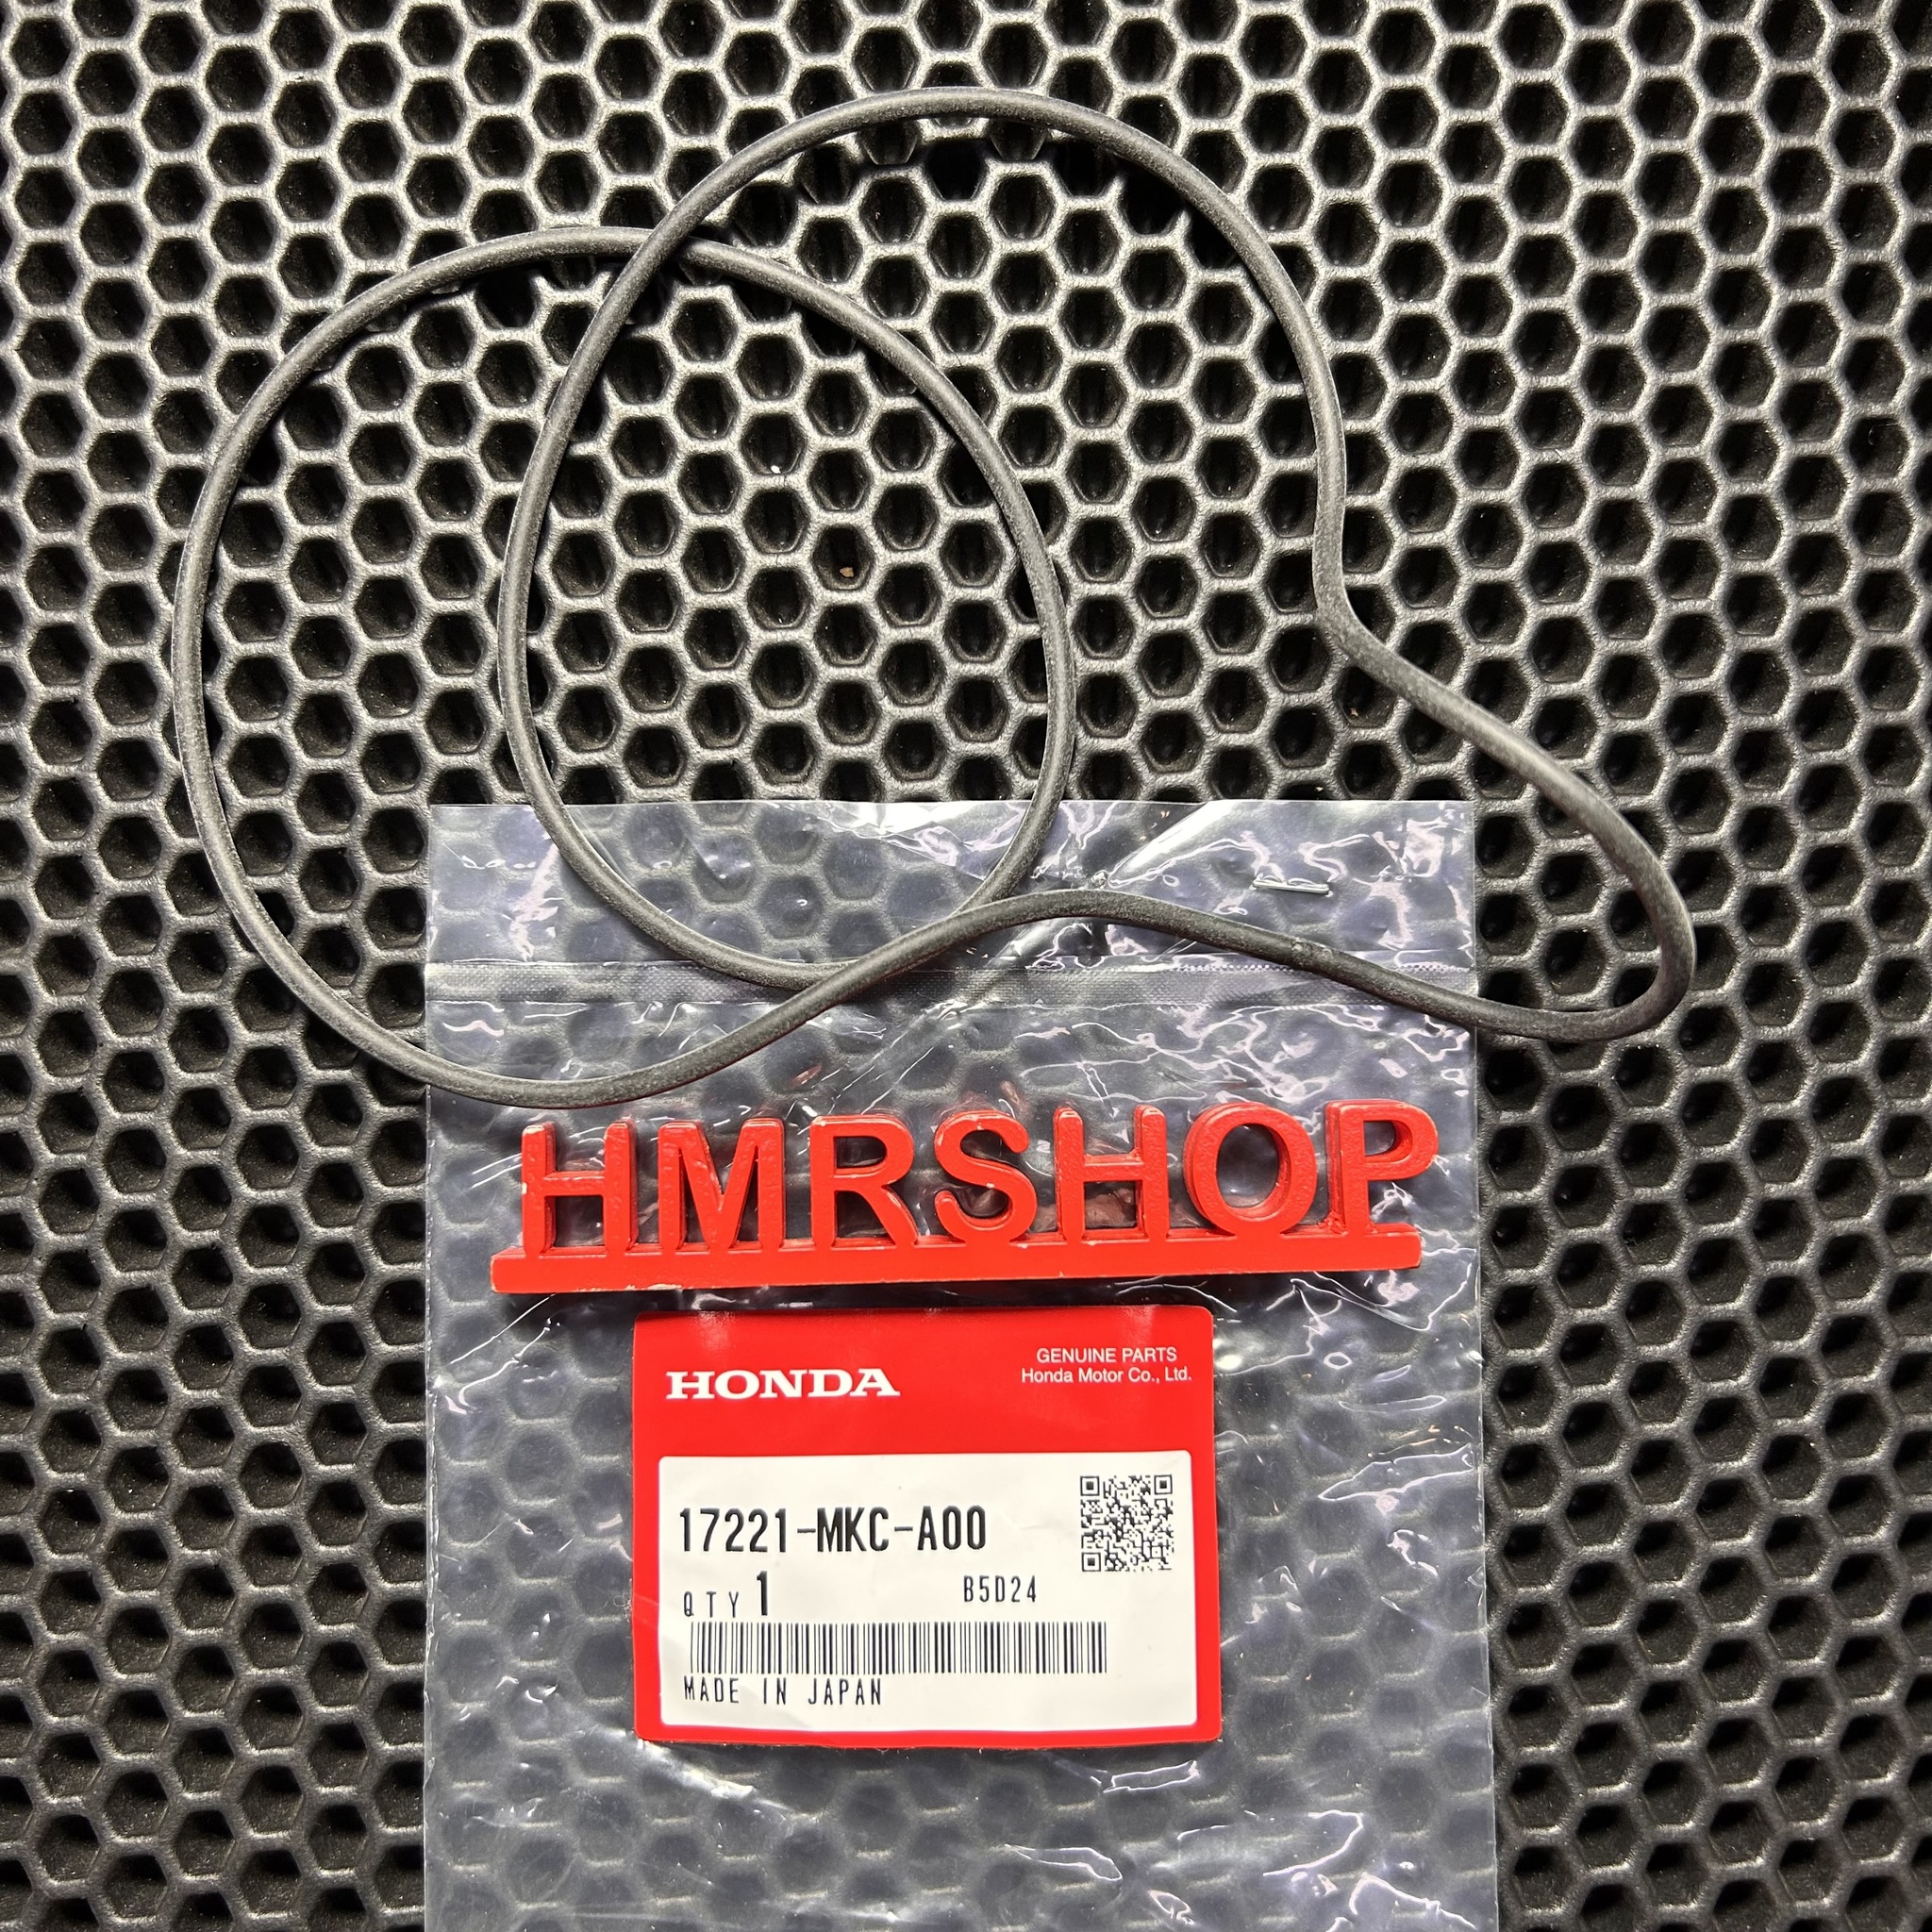 HMRSHOP
HONDA
GENUINE PARTS
Honda Motor Co., Ltd.
17221-MKC-A00
QTY 1 B5D24
MADE IN JAPAN